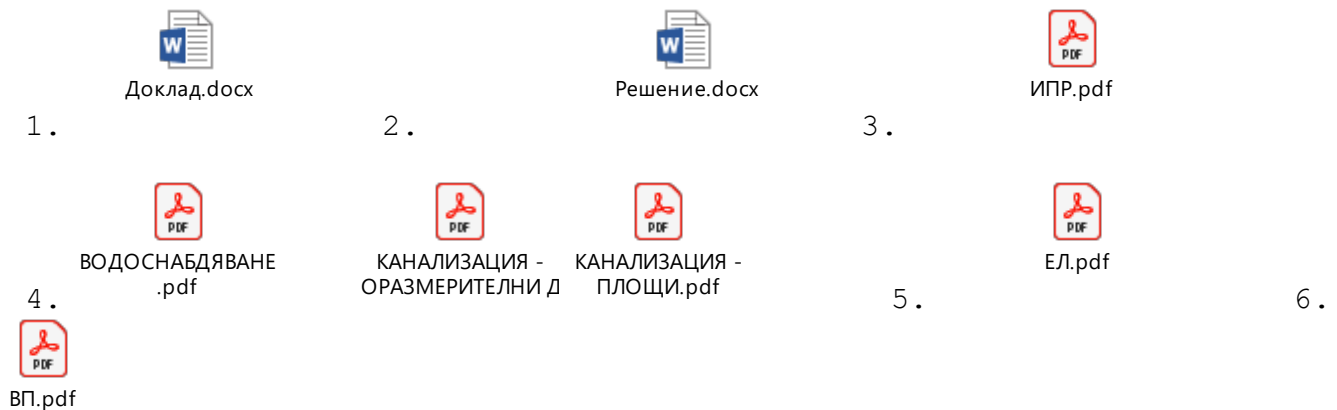 Доклад.docx Решение.docx ИПР.pdf
1. 2. 3.
ВОДОСНАБДЯВАНЕ КАНАЛИЗАЦИЯ - КАНАЛИЗАЦИЯ - ЕЛ.pdf
.pdf ОРАЗМЕРИТЕЛНИ Д ПЛОЩИ.pdf
4. 5. 6.
ВП.pdf